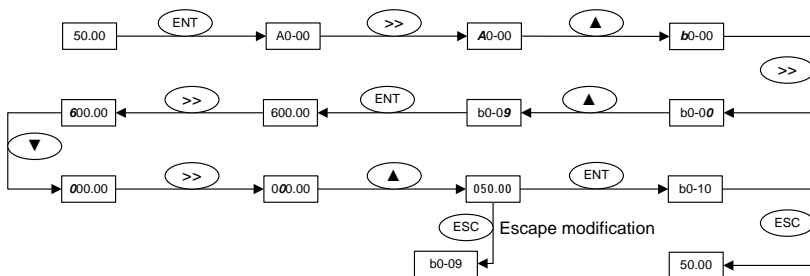 50.00 ENT A0-00 >> A0-00 ▲ b0-00
>>
600.00 >> 600.00 ENT b0-09 ▲ b0-00
▼
000.00 >> 000.00 ▲ 050.00 ENT b0-10
ESC Escape modification ESC
b0-09 50.00